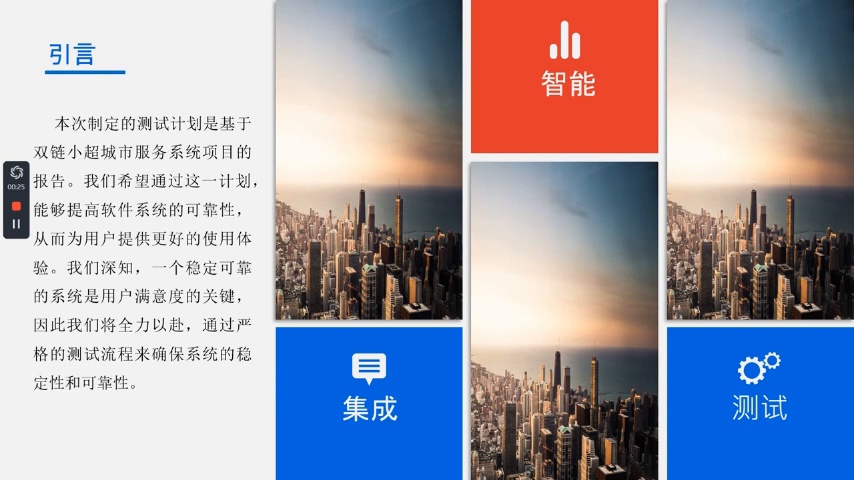 引言
本次制定的测试计划是基于
双链小超城市服务系统项目的
报告。我们希望通过这一计划，
能够提高软件系统的可靠性，
从而为用户提供更好的使用体
验。我们深知，一个稳定可靠
的系统是用户满意度的关键，
因此我们将全力以赴，通过严
格的测试流程来确保系统的稳
定性和可靠性。
00:25
智能
集成
测试